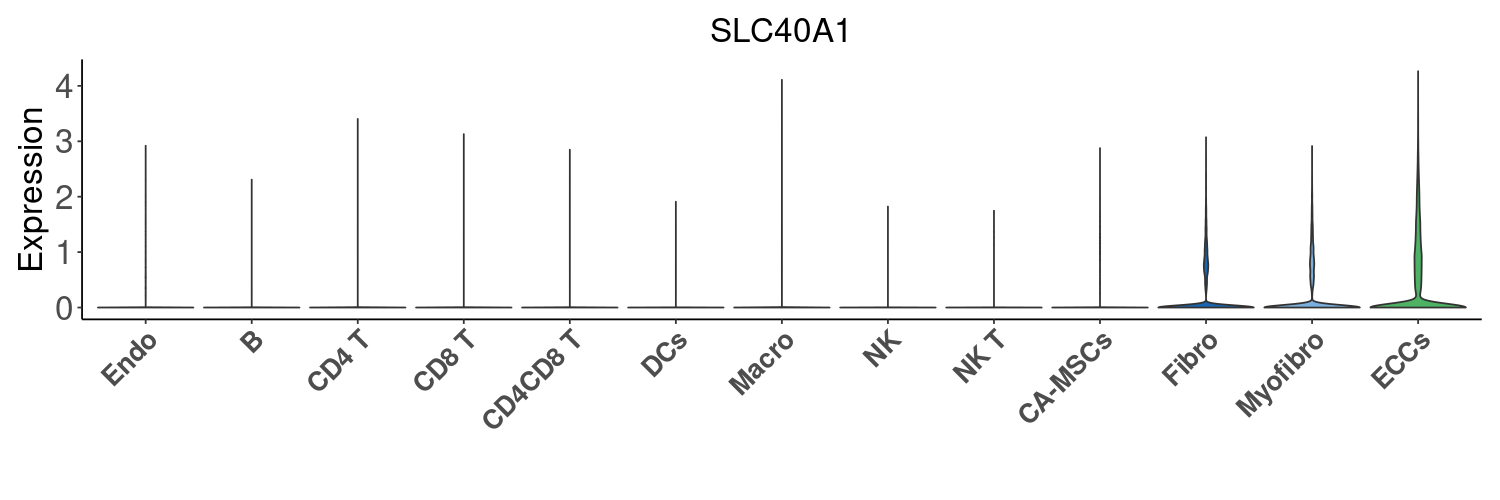 SLC40A1
Expression
4
3
2
1
0
Endo
B
CD4 T
CD8 T
CD4CD8 T
DCs
Macro
NK
NK T
CA-MSCs
Fibro
Myofibro
ECCs